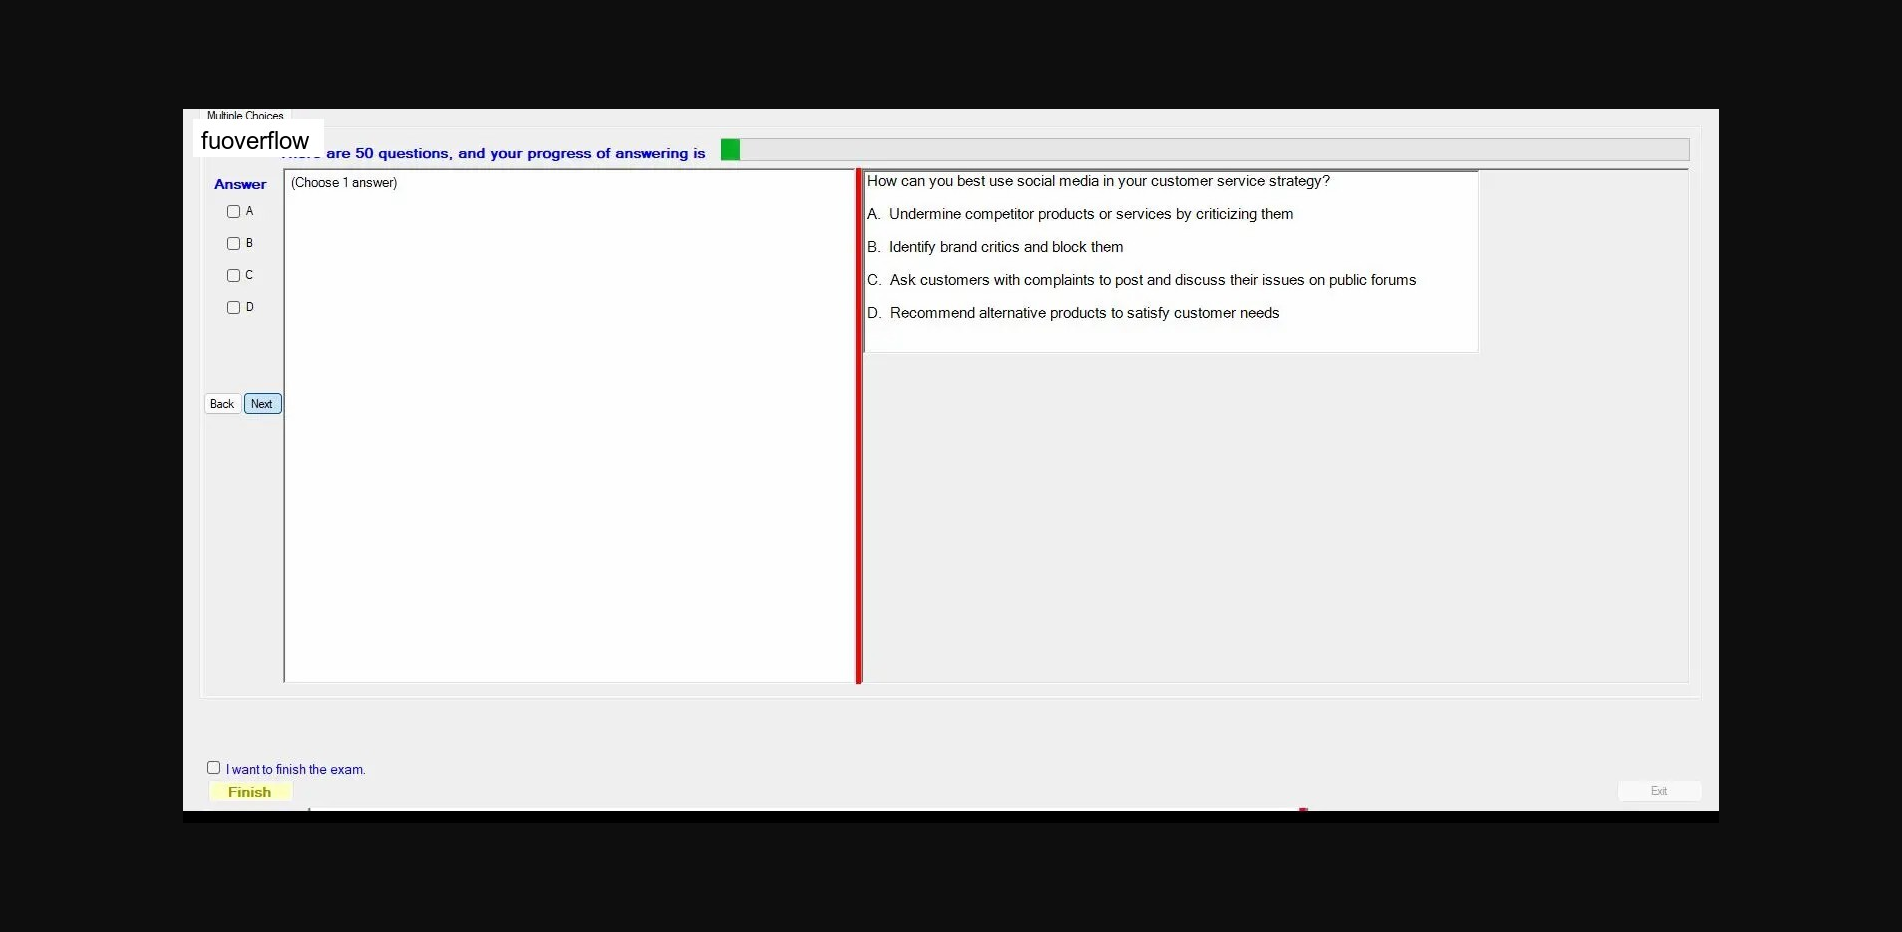 Multiple Choices
fuoverflow
are 50 questions, and your progress of answering is
Answer
(Choose 1 answer)
A
B
C
D
Back
Next
How can you best use social media in your customer service strategy?
A. Undermine competitor products or services by criticizing them
B. Identify brand critics and block them
C. Ask customers with complaints to post and discuss their issues on public forums
D. Recommend alternative products to satisfy customer needs
I want to finish the exam.
Finish
Exit